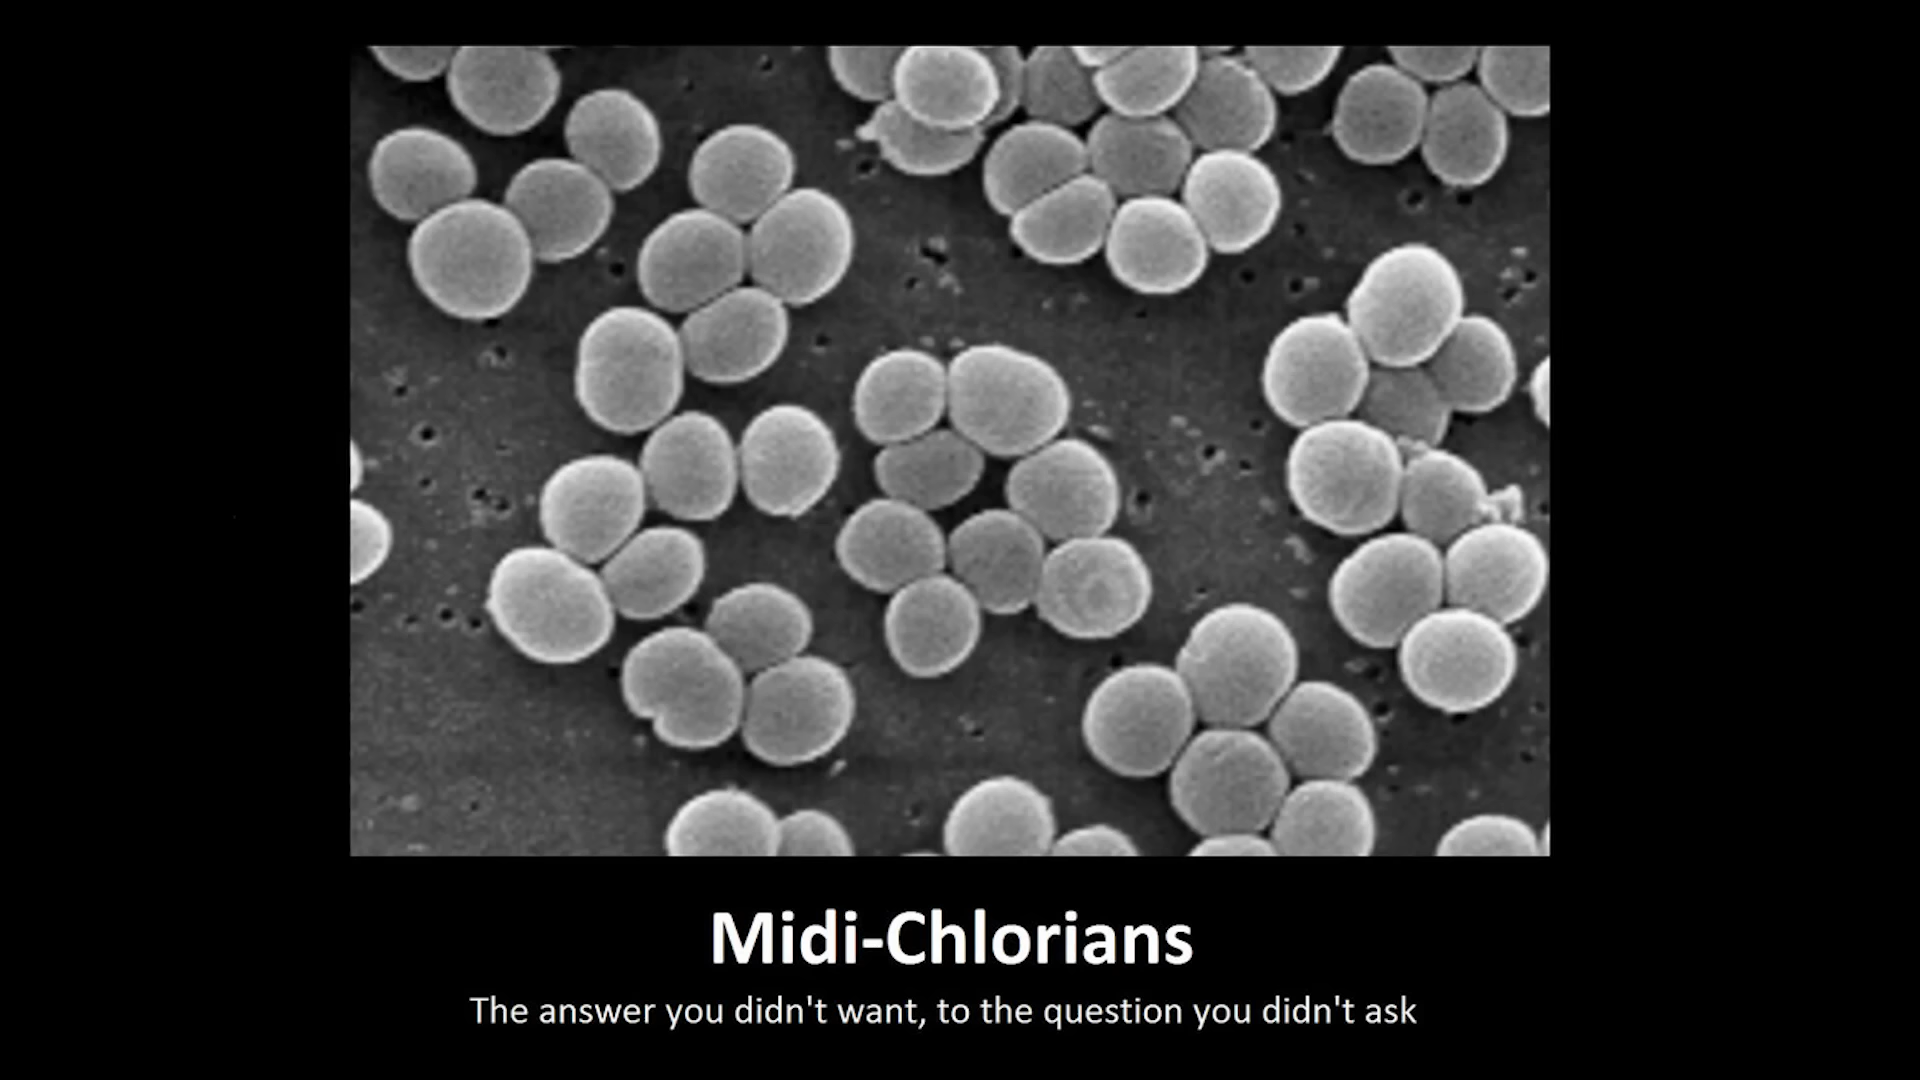 Midi-Chlorians
The answer you didn't want, to the question you didn't ask